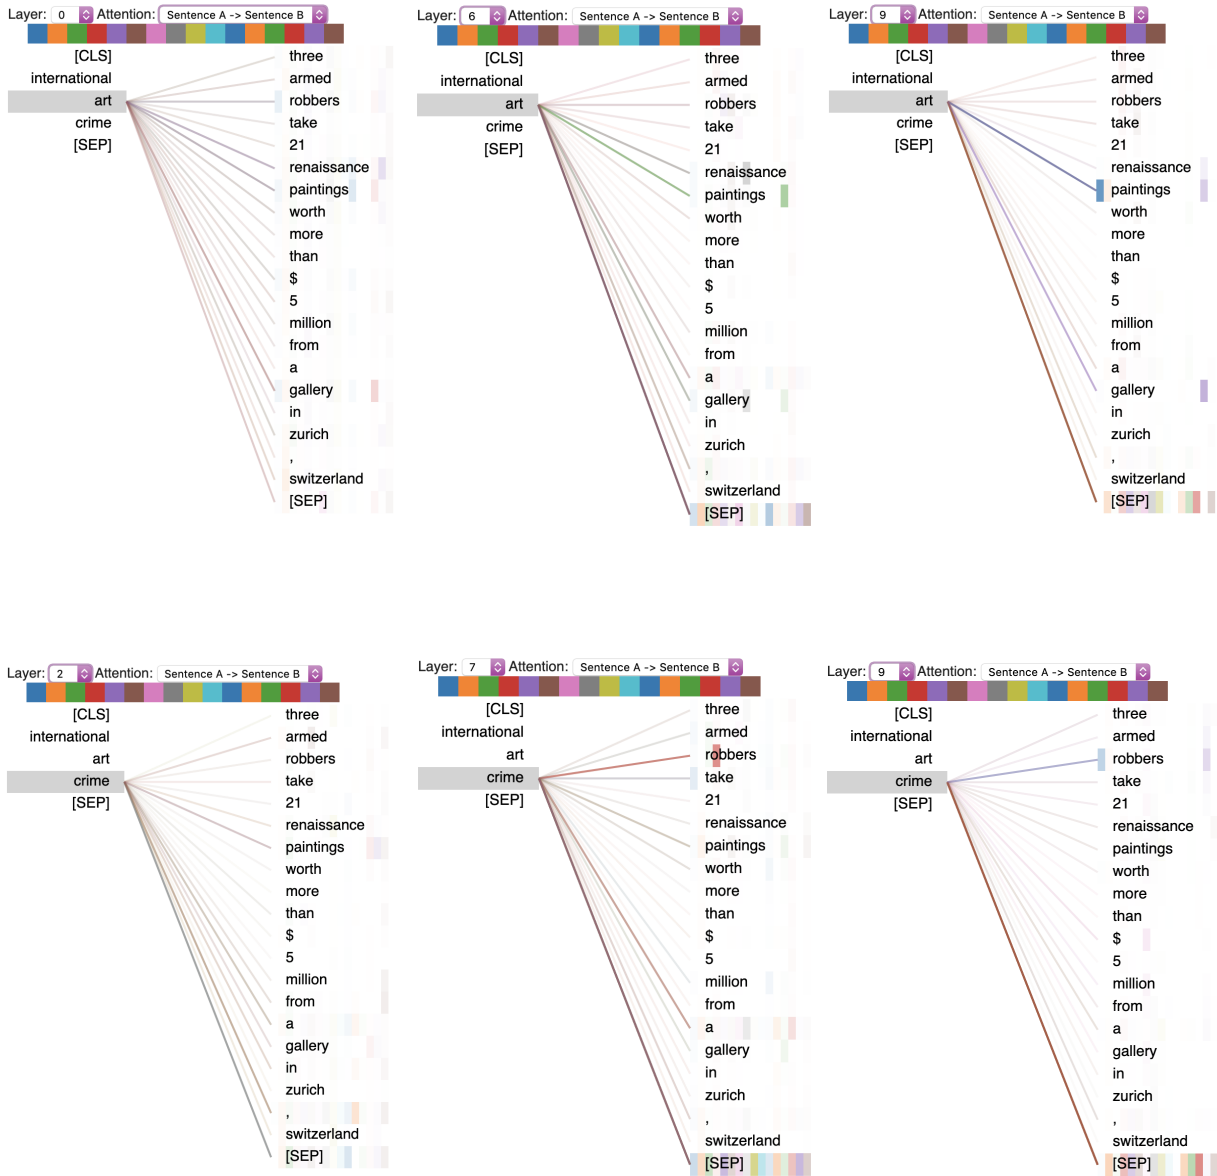 Layer: 0 Attention: Sentence A -> Sentence B
[CLS]
international
art
crime
[SEP]
three
armed
robbers
take
21
renaissance
paintings
worth
more
than
$
5
million
from
a
gallery
in
zurich
,
switzerland
[SEP]
Layer: 6 Attention: Sentence A -> Sentence B
[CLS]
international
art
crime
[SEP]
three
armed
robbers
take
21
renaissance
paintings
worth
more
than
$
5
million
from
a
gallery
in
zurich
,
switzerland
[SEP]
Layer: 9 Attention: Sentence A -> Sentence B
[CLS]
international
art
crime
[SEP]
three
armed
robbers
take
21
renaissance
paintings
worth
more
than
$
5
million
from
a
gallery
in
zurich
,
switzerland
[SEP]
Layer: 2 Attention: Sentence A -> Sentence B
[CLS]
international
art
crime
[SEP]
three
armed
robbers
take
21
renaissance
paintings
worth
more
than
$
5
million
from
a
gallery
in
zurich
,
switzerland
[SEP]
Layer: 7 Attention: Sentence A -> Sentence B
[CLS]
international
art
crime
[SEP]
three
armed
robbers
take
21
renaissance
paintings
worth
more
than
$
5
million
from
a
gallery
in
zurich
,
switzerland
[SEP]
Layer: 9 Attention: Sentence A -> Sentence B
[CLS]
international
art
crime
[SEP]
three
armed
robbers
take
21
renaissance
paintings
worth
more
than
$
5
million
from
a
gallery
in
zurich
,
switzerland
[SEP]